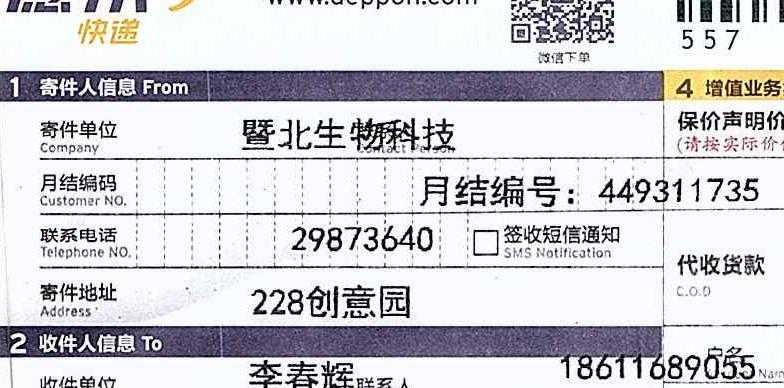 www.deppon.com
快递
微信下单
557
1 寄件人信息 From
4 增值业务
寄件单位 暨北生物科技
Company
保价声明价
(请按实际价
月结编码 月结编号：449311735
Customer NO.
联系电话 29873640 签收短信通知
Telephone NO. SMS Notification
代收货款
C.O.D
寄件地址 228创意园
Address
2 收件人信息 To
户名
收件单位 李春辉 联系人 18611689055